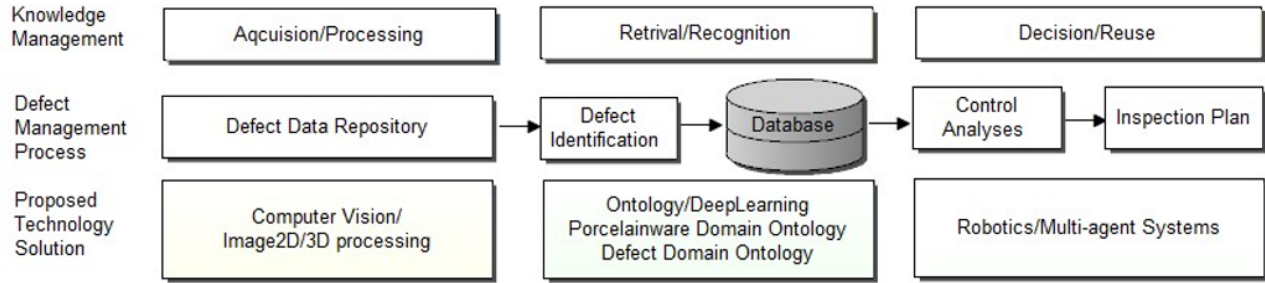 Knowledge
Management
Aqcuision/Processing
Retrival/Recognition
Decision/Reuse
Defect
Management
Process
Defect Data Repository
Defect
Identification
Database
Control
Analyses
Inspection Plan
Proposed
Technology
Solution
Computer Vision/
Image2D/3D processing
Ontology/DeepLearning
Porcelainware Domain Ontology
Defect Domain Ontology
Robotics/Multi-agent Systems